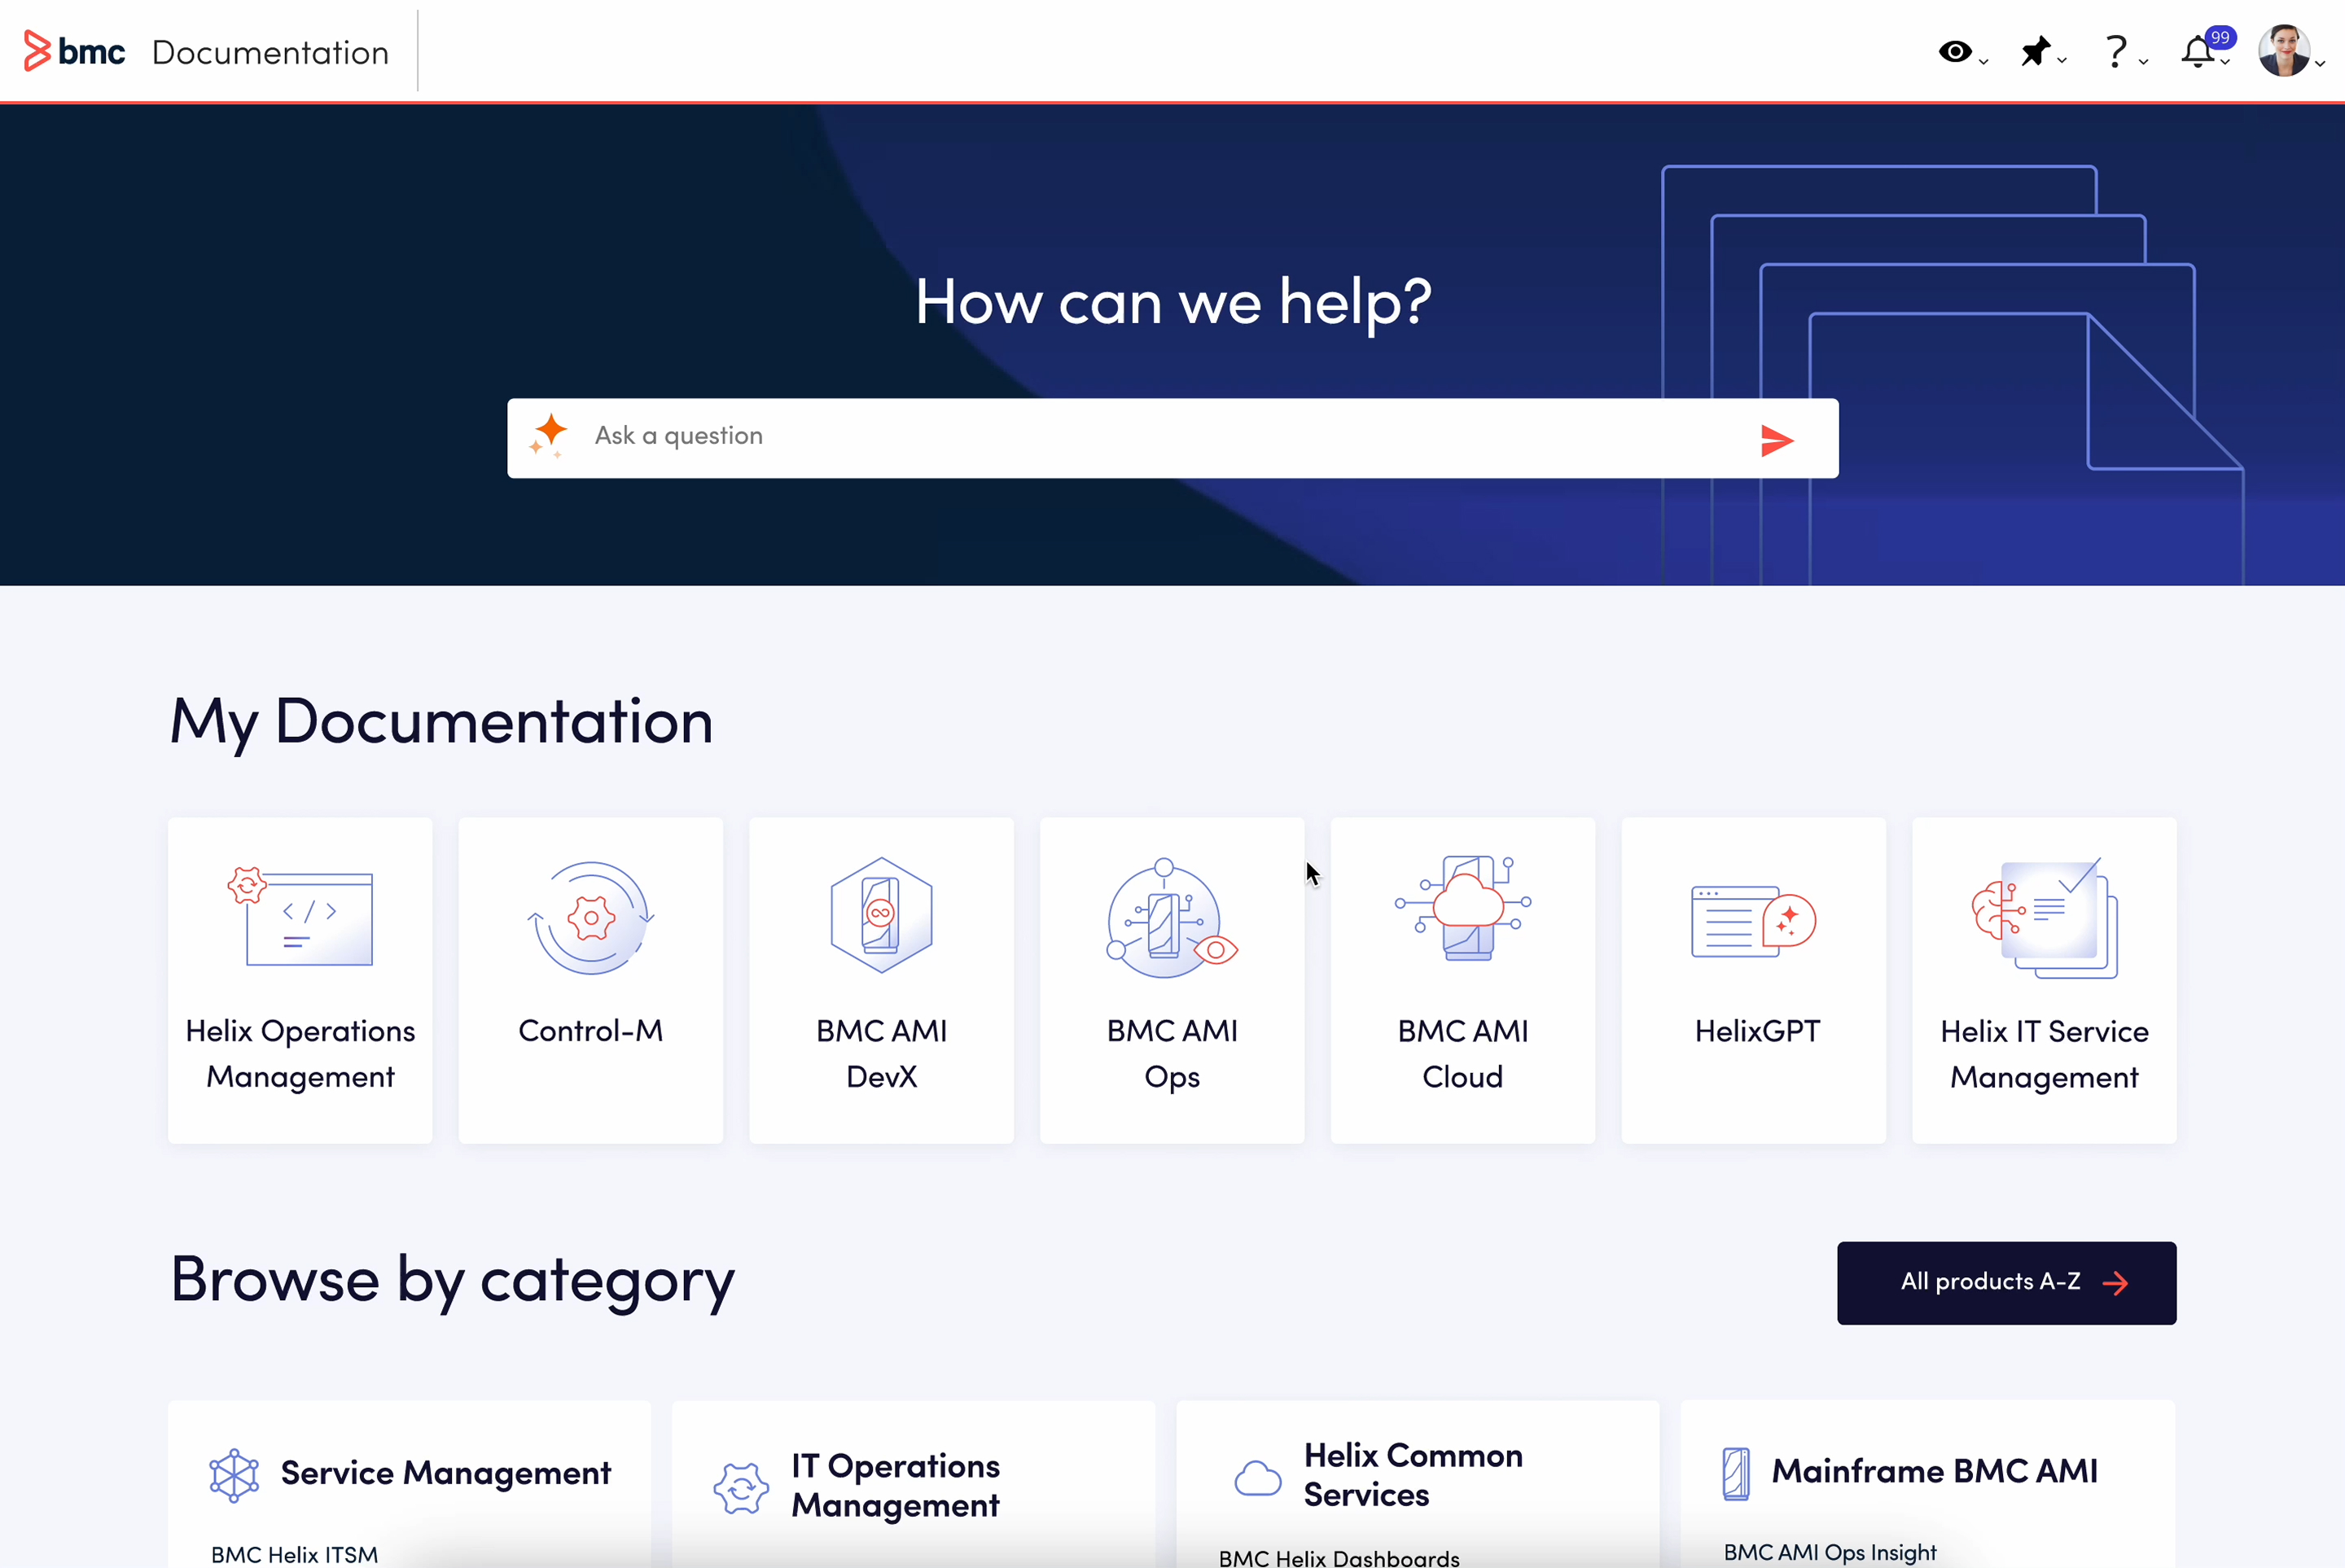 bmc Documentation
99
How can we help?
Ask a question
My Documentation
Helix Operations
Management
Control-M
BMC AMI
DevX
BMC AMI
Ops
BMC AMI
Cloud
HelixGPT
Helix IT Service
Management
Browse by category
All products A-Z
Service Management
BMC Helix ITSM
IT Operations
Management
Helix Common
Services
BMC Helix Dashboards
Mainframe BMC AMI
BMC AMI Ops Insight